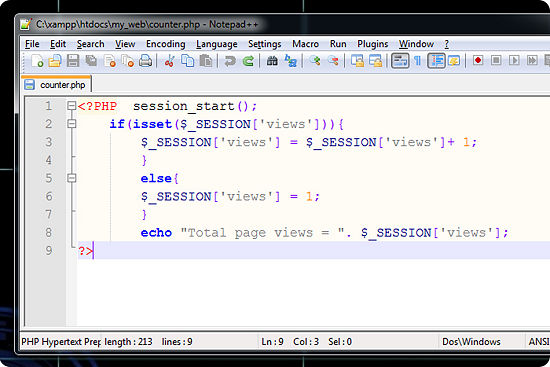 C:\xampp\htdocs\my_web\counter.php - Notepad++
File Edit Search View Encoding Language Settings Macro Run Plugins Window ?
counter.php
1 <?PHP  session_start();
2 if(isset($_SESSION['views'])){
3 $_SESSION['views'] = $_SESSION['views']+ 1;
4 }
5 else{
6 $_SESSION['views'] = 1;
7 }
8 echo "Total page views = ". $_SESSION['views'];
9 ?>
PHP Hypertext Prep length : 213 lines : 9 Ln : 9 Col : 3 Sel : 0 Dos\Windows ANSI